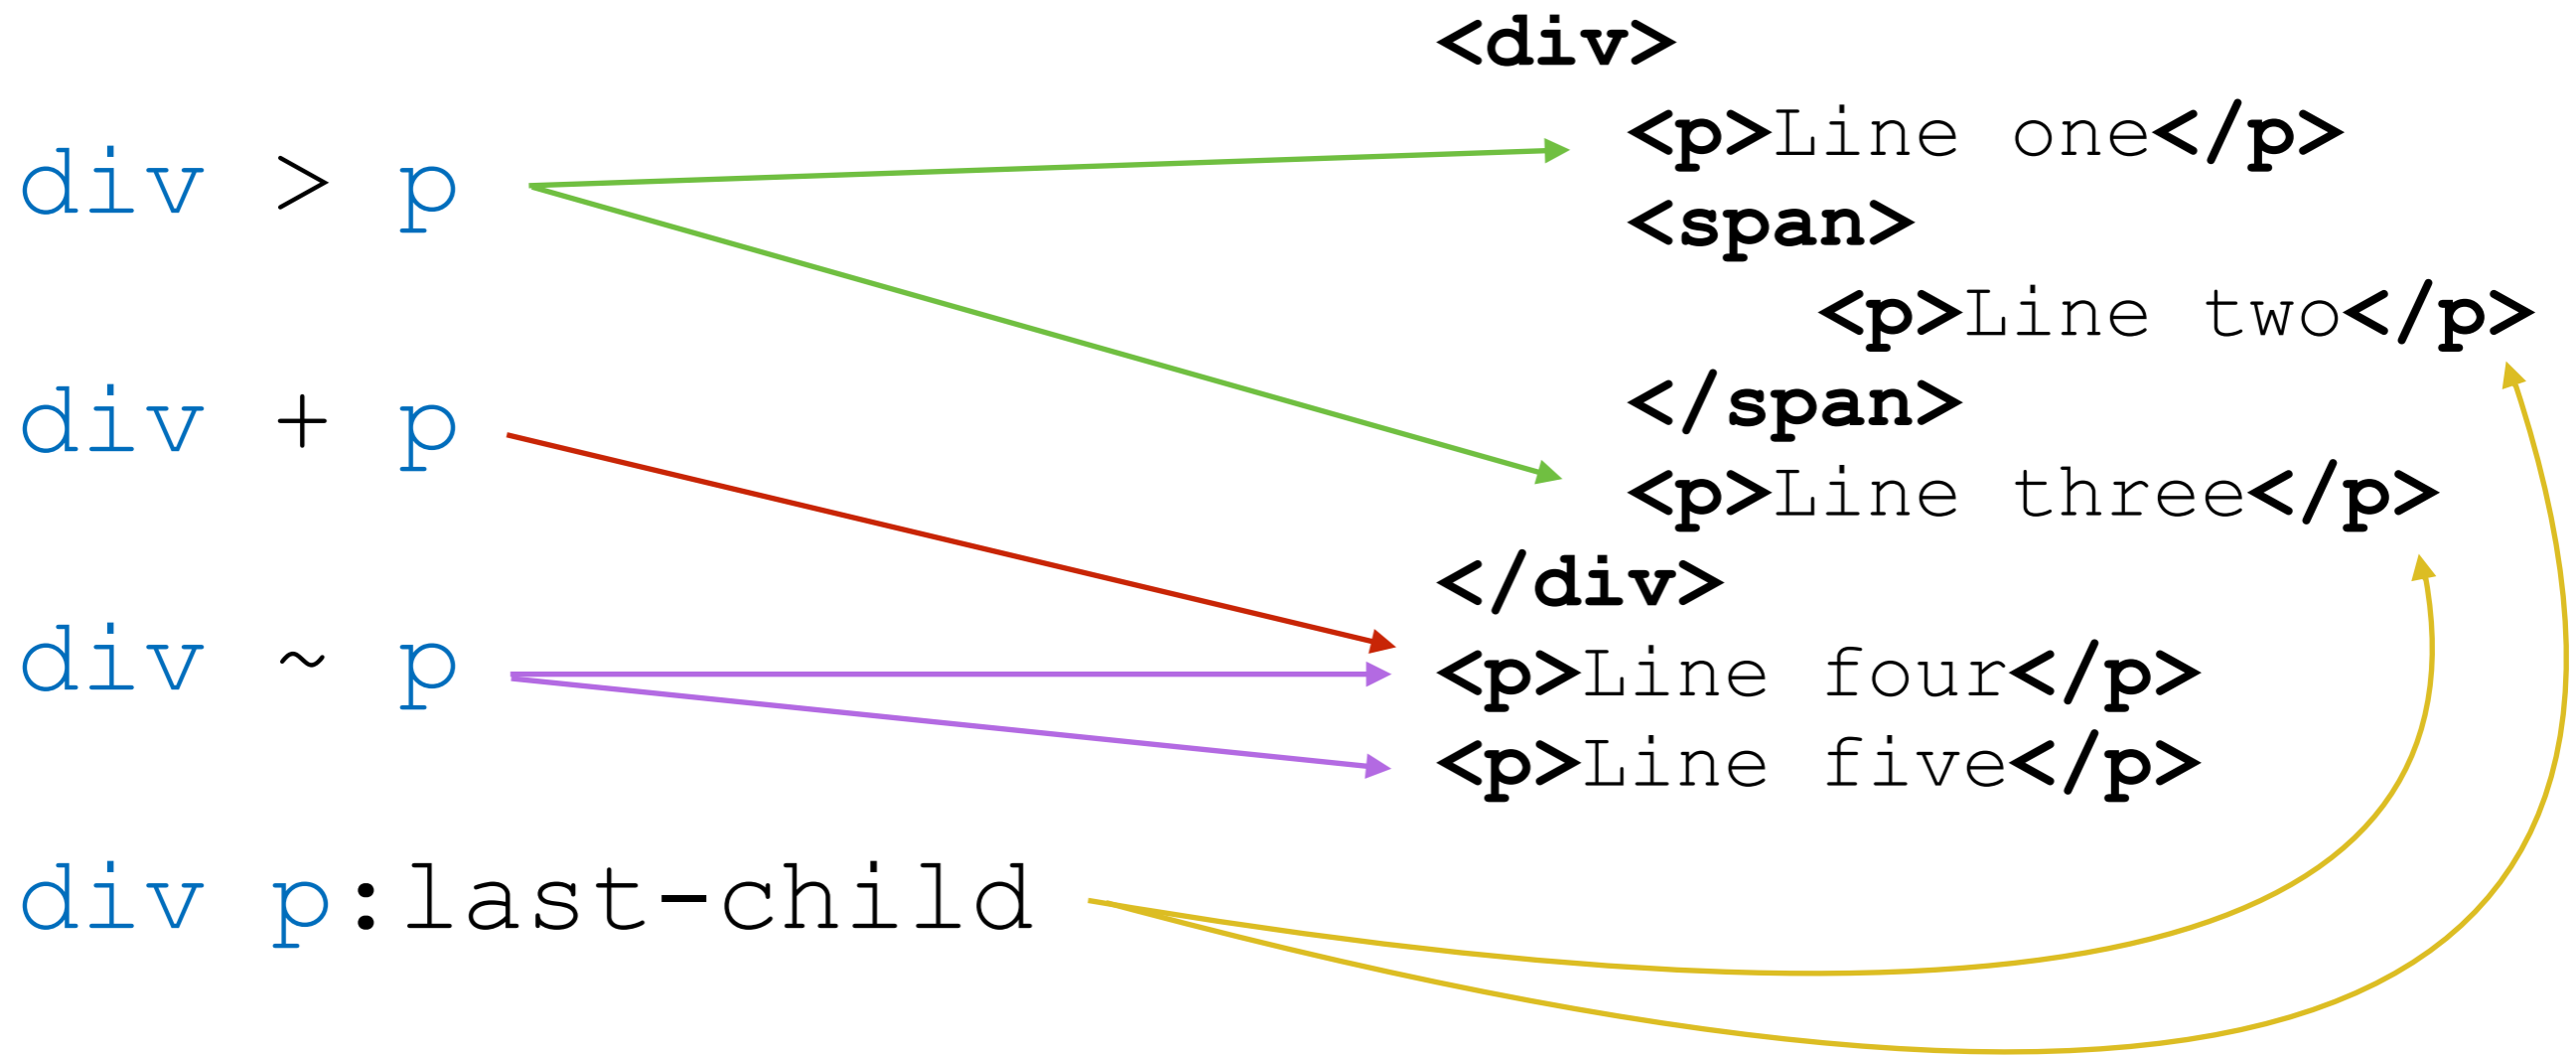 div > p
div + p
div ~ p
div p:last-child
<div>
<p>Line one</p>
<span>
<p>Line two</p>
</span>
<p>Line three</p>
</div>
<p>Line four</p>
<p>Line five</p>